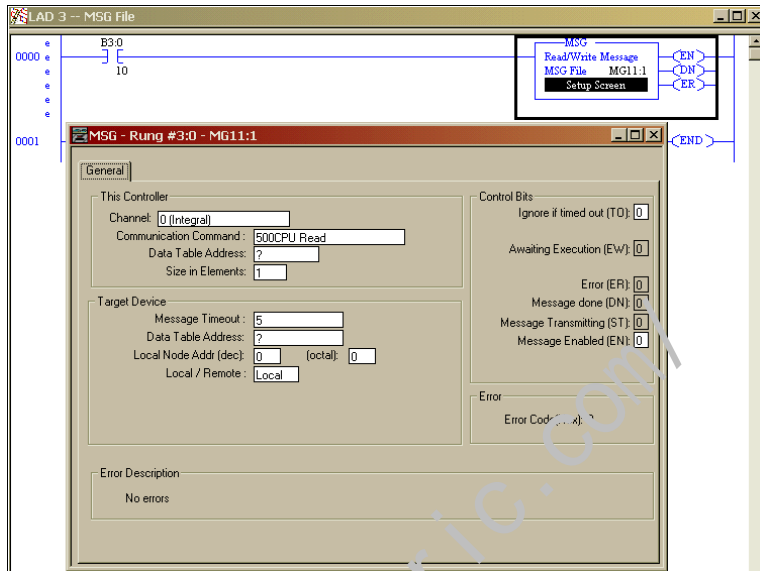 LAD 3 -- MSG File
e
0000 e
e
e
e
e
B3:0
10
MSG
Read/Write Message
MSG File MG11:1
Setup Screen
EN
DN
ER
0001
END
MSG - Rung #3:0 - MG11:1
General
This Controller
Channel: 0 (Integral)
Communication Command : 500CPU Read
Data Table Address: ?
Size in Elements: 1
Target Device
Message Timeout : 5
Data Table Address: ?
Local Node Addr (dec): 0 (octal): 0
Local / Remote : Local
Control Bits
Ignore if timed out (TO): 0
Awaiting Execution (EW): 0
Error (ER): 0
Message done (DN): 0
Message Transmitting (ST): 0
Message Enabled (EN): 0
Error
Error
Error Description
No errors
ric.com/